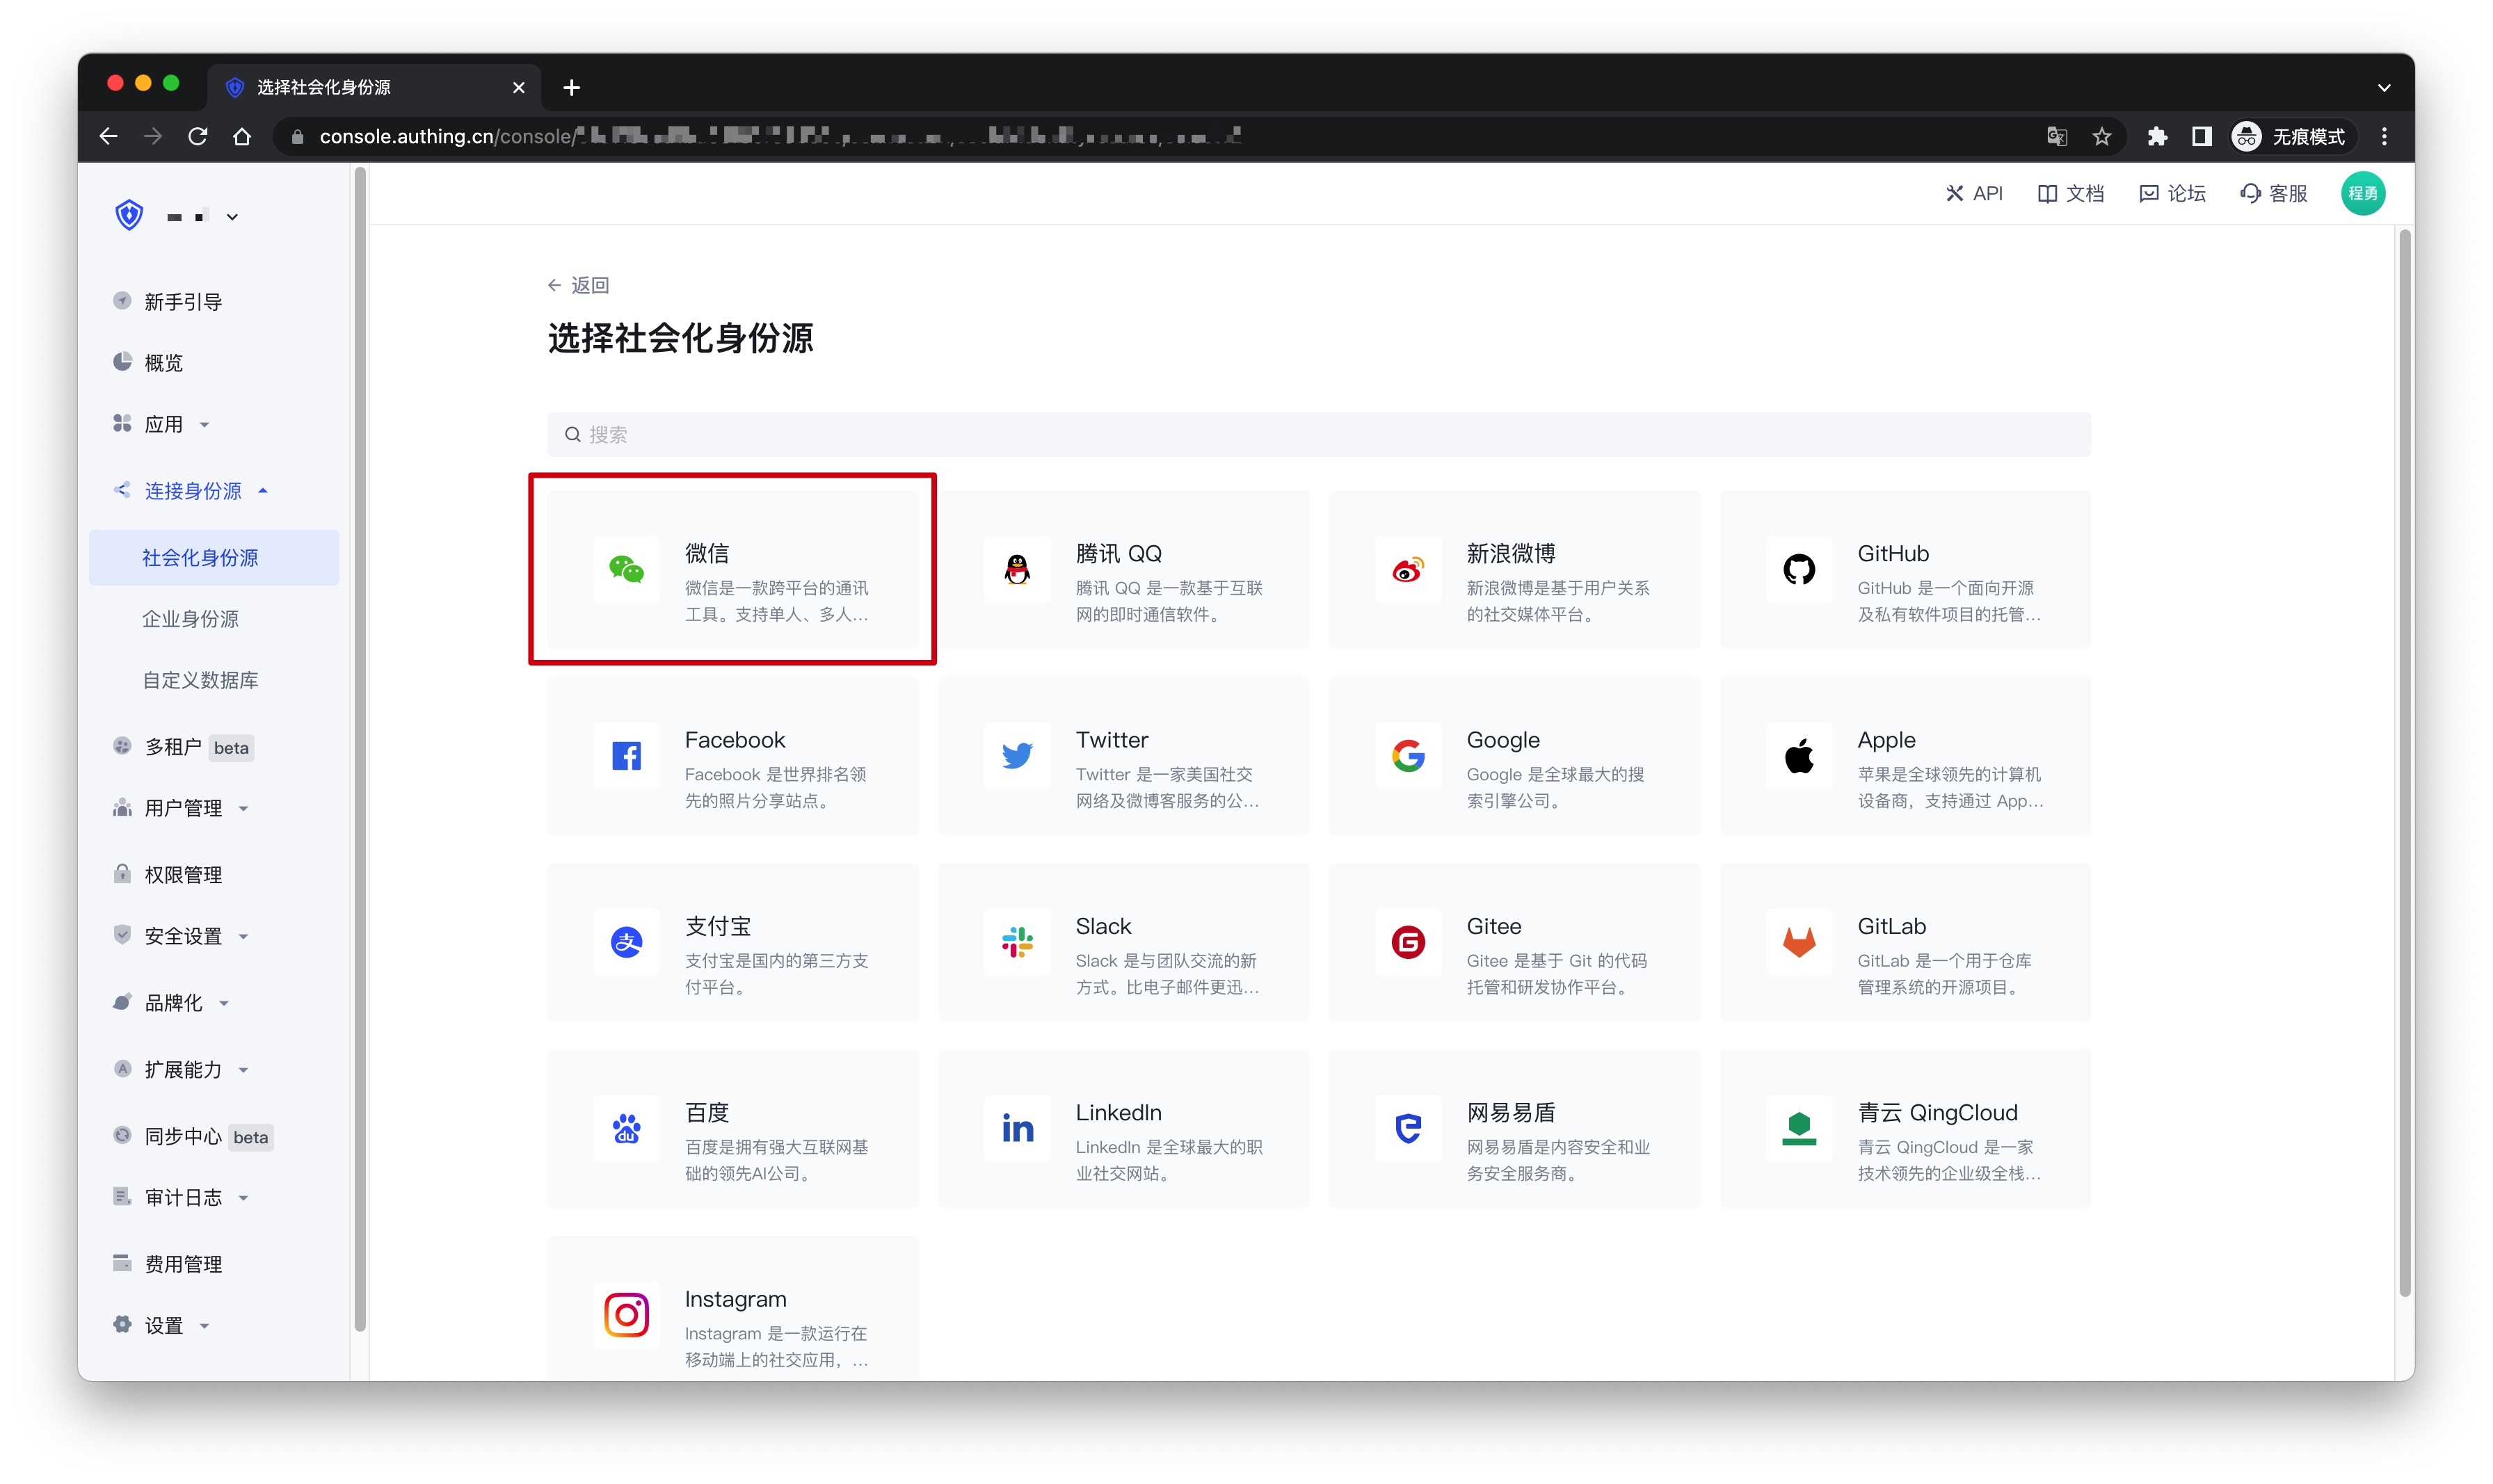 选择社会化身份源
console.authing.cn/console/
无痕模式
API
文档
论坛
客服
程勇
新手引导
概览
应用
连接身份源
社会化身份源
企业身份源
自定义数据库
多租户 beta
用户管理
权限管理
安全设置
品牌化
扩展能力
同步中心 beta
审计日志
费用管理
设置
返回
选择社会化身份源
搜索
微信
微信是一款跨平台的通讯
工具。支持单人、多人...
腾讯 QQ
腾讯 QQ 是一款基于互联
网的即时通信软件。
新浪微博
新浪微博是基于用户关系
的社交媒体平台。
GitHub
GitHub 是一个面向开源
及私有软件项目的托管...
Facebook
Facebook 是世界排名领
先的照片分享站点。
Twitter
Twitter 是一家美国社交
网络及微博客服务的公...
Google
Google 是全球最大的搜
索引擎公司。
Apple
苹果是全球领先的计算机
设备商，支持通过 App...
支付宝
支付宝是国内的第三方支
付平台。
Slack
Slack 是与团队交流的新
方式。比电子邮件更迅...
Gitee
Gitee 是基于 Git 的代码
托管和研发协作平台。
GitLab
GitLab 是一个用于仓库
管理系统的开源项目。
百度
百度是拥有强大互联网基
础的领先AI公司。
LinkedIn
LinkedIn 是全球最大的职
业社交网站。
网易易盾
网易易盾是内容安全和业
务安全服务商。
青云 QingCloud
青云 QingCloud 是一家
技术领先的企业级全栈...
Instagram
Instagram 是一款运行在
移动端上的社交应用，...